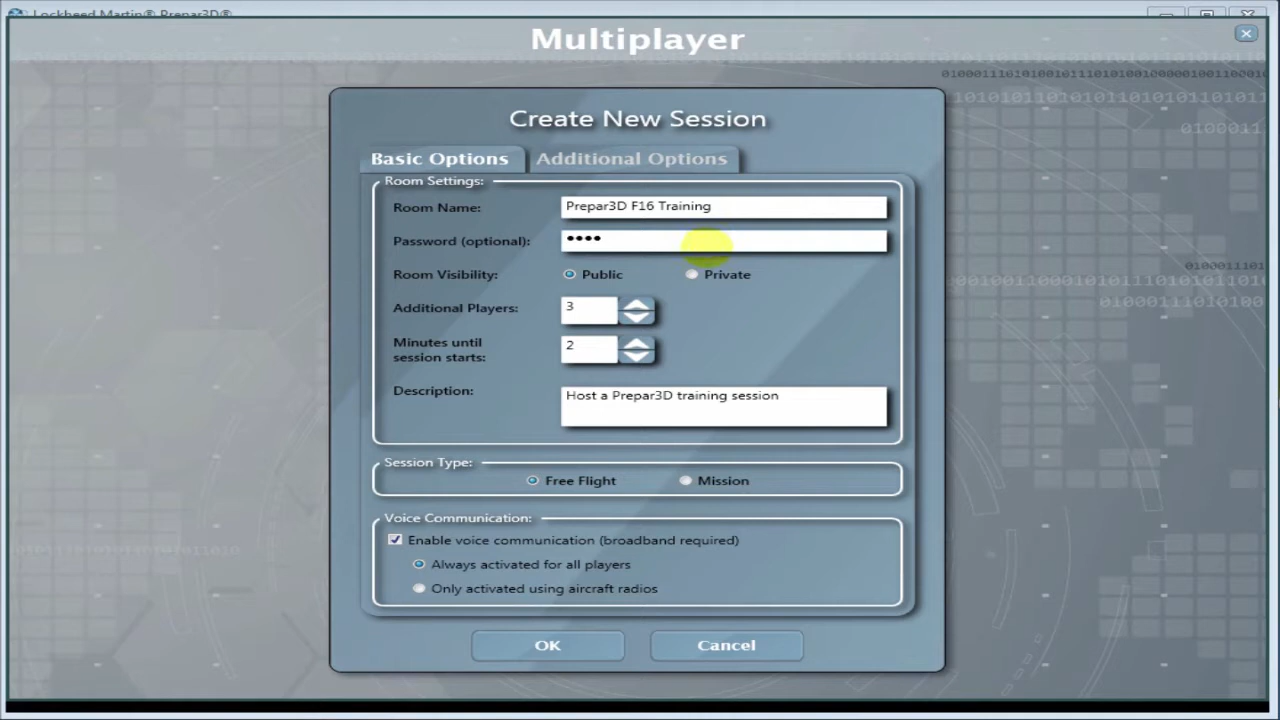 Lockheed Martin® Prepar3D®
Multiplayer
Create New Session
Basic Options
Additional Options
Room Settings:
Room Name:
Prepar3D F16 Training
Password (optional):
••••
Room Visibility:
Public
Private
Additional Players:
3
Minutes until
session starts:
2
Description:
Host a Prepar3D training session
Session Type:
Free Flight
Mission
Voice Communication:
Enable voice communication (broadband required)
Always activated for all players
Only activated using aircraft radios
OK
Cancel